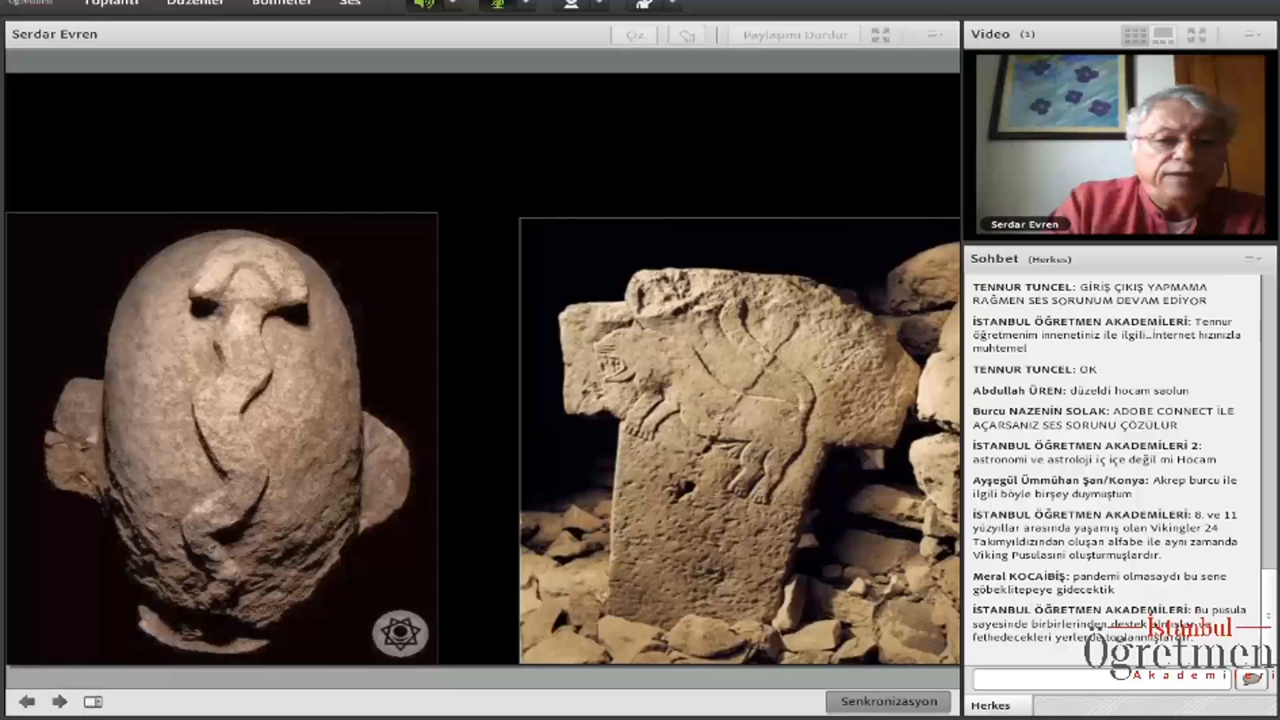 Öğretmen Toplantı Düzenler Bölmeler Ses
Serdar Evren
Çiz
Paylaşımı Durdur
Video (1)
Serdar Evren
Sohbet (Herkes)
TENNUR TUNCEL: GİRİŞ ÇIKIŞ YAPMAMA
RAĞMEN SES SORUNUM DEVAM EDİYOR
İSTANBUL ÖĞRETMEN AKADEMİLERİ: Tennur
öğretmenim innenetiniz ile ilgili..İnternet hızınızla
muhtemel
TENNUR TUNCEL: OK
Abdullah ÜREN: düzeldi hocam saolun
Burcu NAZENİN SOLAK: ADOBE CONNECT İLE
AÇARSANIZ SES SORUNU ÇÖZÜLÜR
İSTANBUL ÖĞRETMEN AKADEMİLERİ 2:
astronomi ve astroloji iç içe değil mi Hocam
Ayşegül Ümmühan Şan/Konya: Akrep burcu ile
ilgili böyle birşey duymuştum
İSTANBUL ÖĞRETMEN AKADEMİLERİ: 8. ve 11
yüzyıllar arasında yaşamış olan Vikingler 24
Takımyıldızından oluşan alfabe ile aynı zamanda
Viking Pusulasını oluşturmuşlardır.
Meral KOCAİBİŞ: pandemi olmasaydı bu sene
göbeklitepeye gidecektik
İSTANBUL ÖĞRETMEN AKADEMİLERİ: Bu pusula
sayesinde birbirlerinden destek
fethedecekleri yerlerde toplanmışlardır.
İstanbul
Öğretmen
Akademileri
Senkronizasyon
Herkes